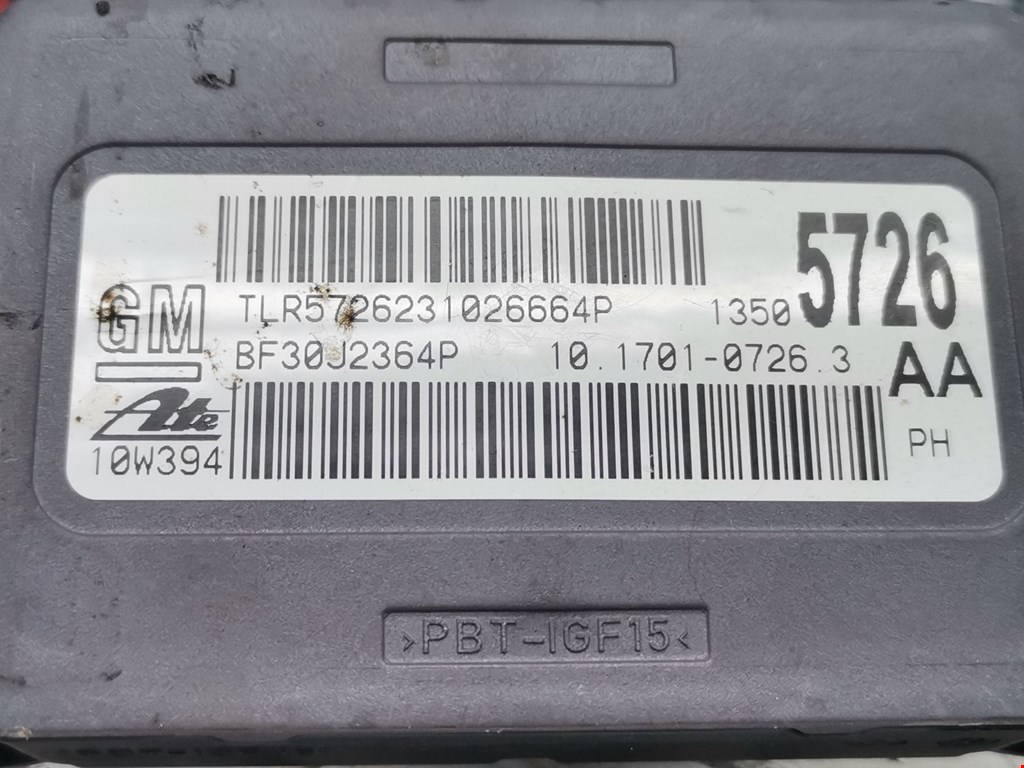 GM
Ate
10W394
TLR5726231026664P 1350
BF30J2364P 10.1701-0726.3
5726
AA
PH
>PBT-IGF15<